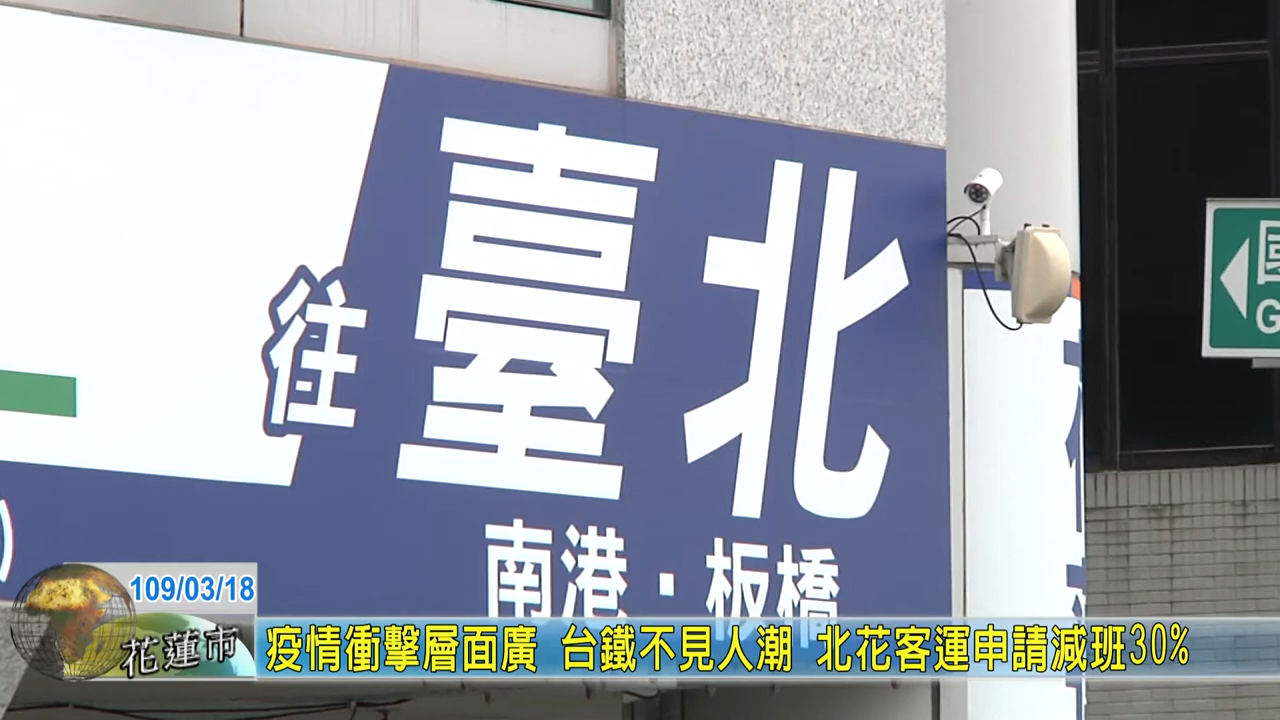 往
臺北
南港・板橋
109/03/18
花蓮市
疫情衝擊層面廣 台鐵不見人潮 北花客運申請減班30%